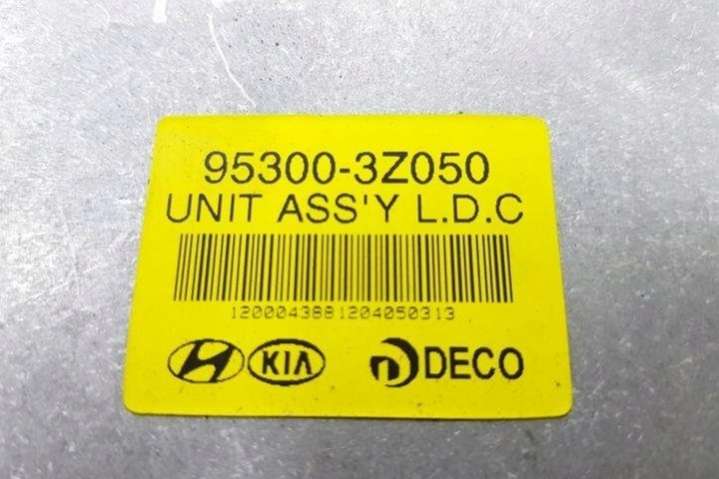 95300-3Z050
UNIT ASS'Y L.D.C
1200043881204050313
KIA DECO